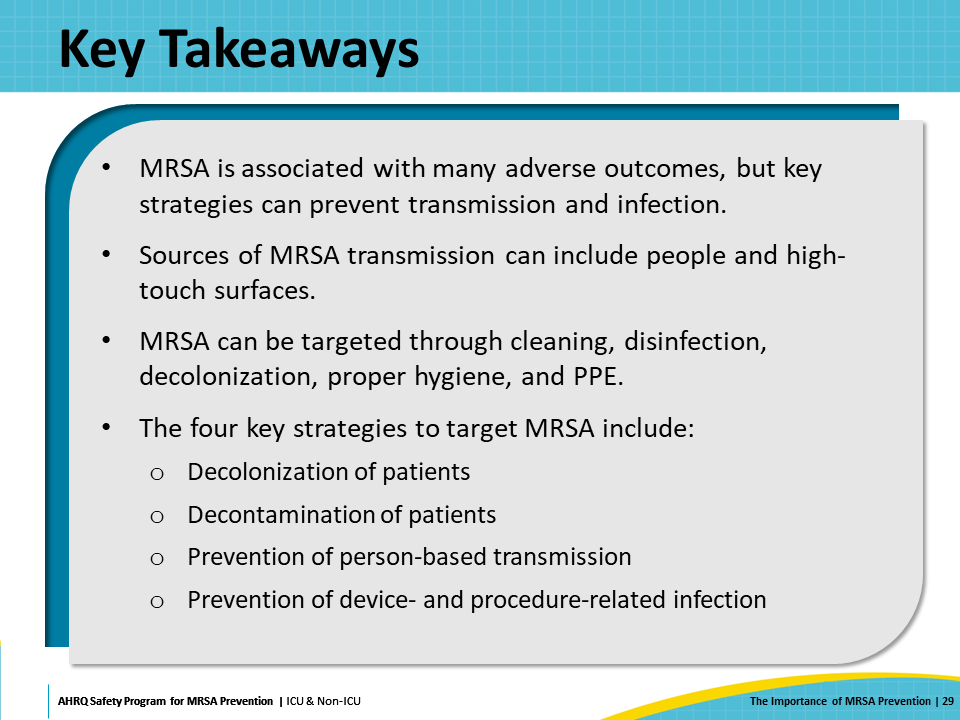 Key Takeaways
• MRSA is associated with many adverse outcomes, but key
strategies can prevent transmission and infection.
• Sources of MRSA transmission can include people and high-
touch surfaces.
• MRSA can be targeted through cleaning, disinfection,
decolonization, proper hygiene, and PPE.
• The four key strategies to target MRSA include:
o Decolonization of patients
o Decontamination of patients
o Prevention of person-based transmission
o Prevention of device- and procedure-related infection
AHRQ Safety Program for MRSA Prevention | ICU & Non-ICU
The Importance of MRSA Prevention | 29